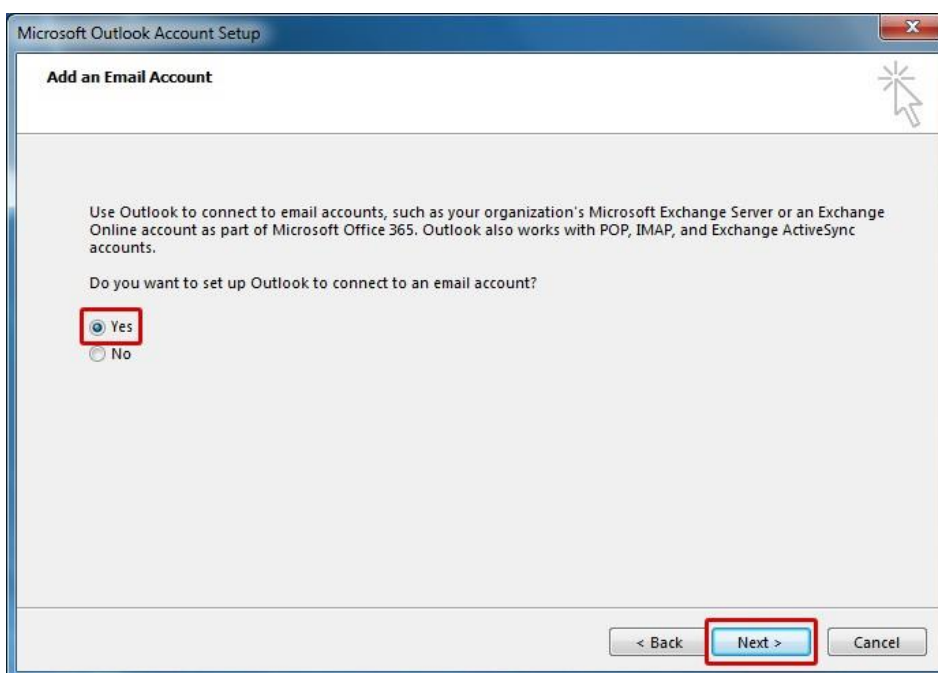 Microsoft Outlook Account Setup
Add an Email Account
Use Outlook to connect to email accounts, such as your organization's Microsoft Exchange Server or an Exchange
Online account as part of Microsoft Office 365. Outlook also works with POP, IMAP, and Exchange ActiveSync
accounts.
Do you want to set up Outlook to connect to an email account?
Yes
No
< Back Next > Cancel